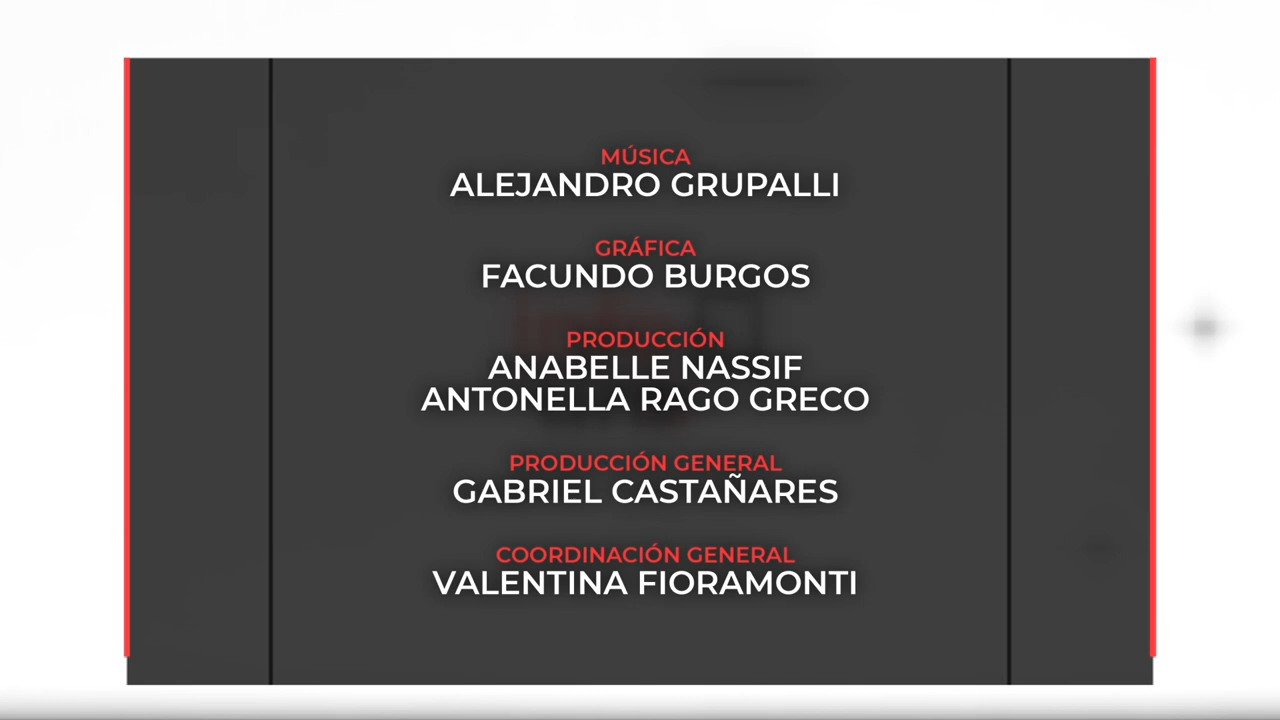 MÚSICA
ALEJANDRO GRUPALLI
GRÁFICA
FACUNDO BURGOS
PRODUCCIÓN
ANABELLE NASSIF
ANTONELLA RAGO GRECO
PRODUCCIÓN GENERAL
GABRIEL CASTAÑARES
COORDINACIÓN GENERAL
VALENTINA FIORAMONTI